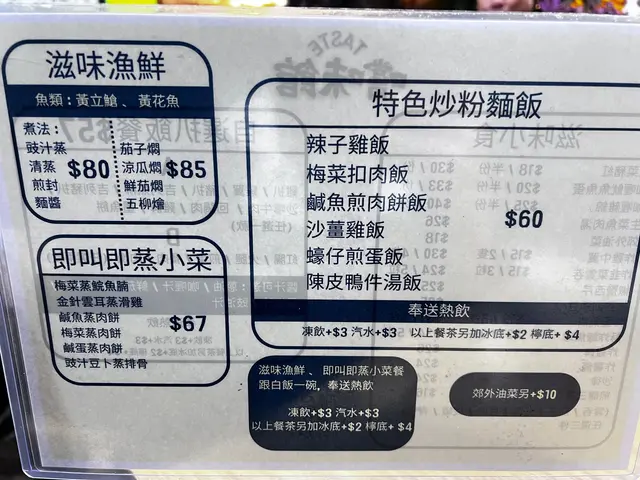 滋味漁鮮
魚類：黃立鯧、黃花魚
煮法：
豉汁蒸
清蒸
煎封
麵醬
$80
茄子燜
涼瓜燜
鮮茄燜
五柳燴
$85
即叫即蒸小菜
梅菜蒸鯇魚腩
金針雲耳蒸滑雞
鹹魚蒸肉餅
梅菜蒸肉餅
鹹蛋蒸肉餅
豉汁豆卜蒸排骨
$67
特色炒粉麵飯
辣子雞飯
梅菜扣肉飯
鹹魚煎肉餅飯
沙薑雞飯
蠔仔煎蛋飯
陳皮鴨件湯飯
$60
奉送熱飲
凍飲+$3 汽水+$3 以上餐茶另加冰底+$2 檸底+ $4
滋味漁鮮、即叫即蒸小菜餐
跟白飯一碗，奉送熱飲
凍飲+$3 汽水+$3
以上餐茶另加冰底+$2 檸底+ $4
郊外油菜另+$10